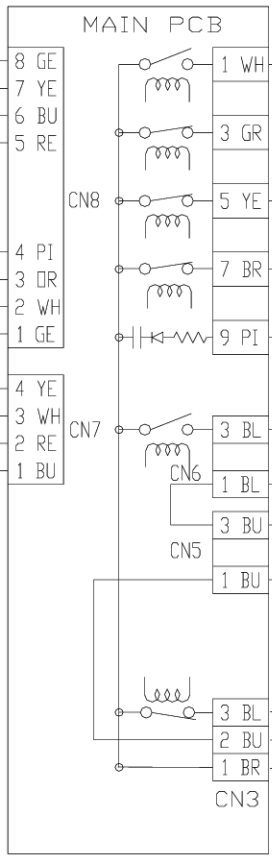 MAIN PCB
8 GE
7 YE
6 BU
5 RE
4 PI
3 OR
2 WH
1 GE
CN8
1 WH
3 GR
5 YE
7 BR
9 PI
4 YE
3 WH
2 RE
1 BU
CN7
3 BL
CN6
1 BL
3 BU
CN5
1 BU
3 BL
2 BU
1 BR
CN3